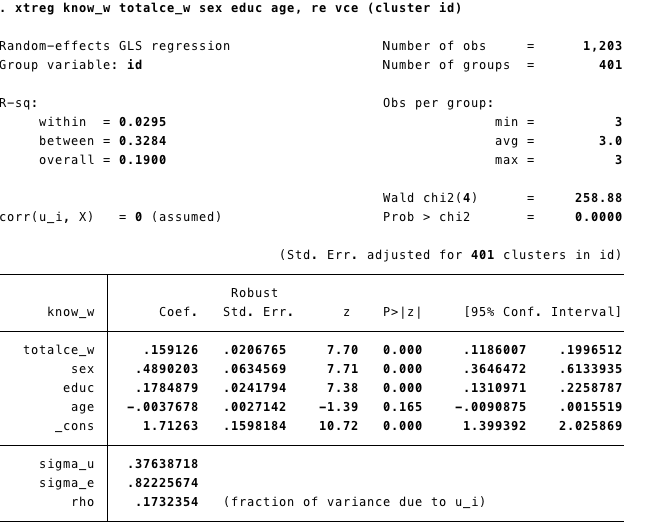 . xtreg know_w totalce_w sex educ age, re vce (cluster id)
Random-effects GLS regression Number of obs = 1,203
Group variable: id Number of groups = 401
R-sq: Obs per group:
within = 0.0295 min = 3
between = 0.3284 avg = 3.0
overall = 0.1900 max = 3
Wald chi2(4) = 258.88
corr(u_i, X) = 0 (assumed) Prob > chi2 = 0.0000
(Std. Err. adjusted for 401 clusters in id)
Robust
know_w Coef. Std. Err. z P>|z| [95% Conf. Interval]
totalce_w .159126 .0206765 7.70 0.000 .1186007 .1996512
sex .4890203 .0634569 7.71 0.000 .3646472 .6133935
educ .1784879 .0241794 7.38 0.000 .1310971 .2258787
age -.0037678 .0027142 -1.39 0.165 -.0090875 .0015519
_cons 1.71263 .1598184 10.72 0.000 1.399392 2.025869
sigma_u .37638718
sigma_e .82225674
rho .1732354 (fraction of variance due to u_i)